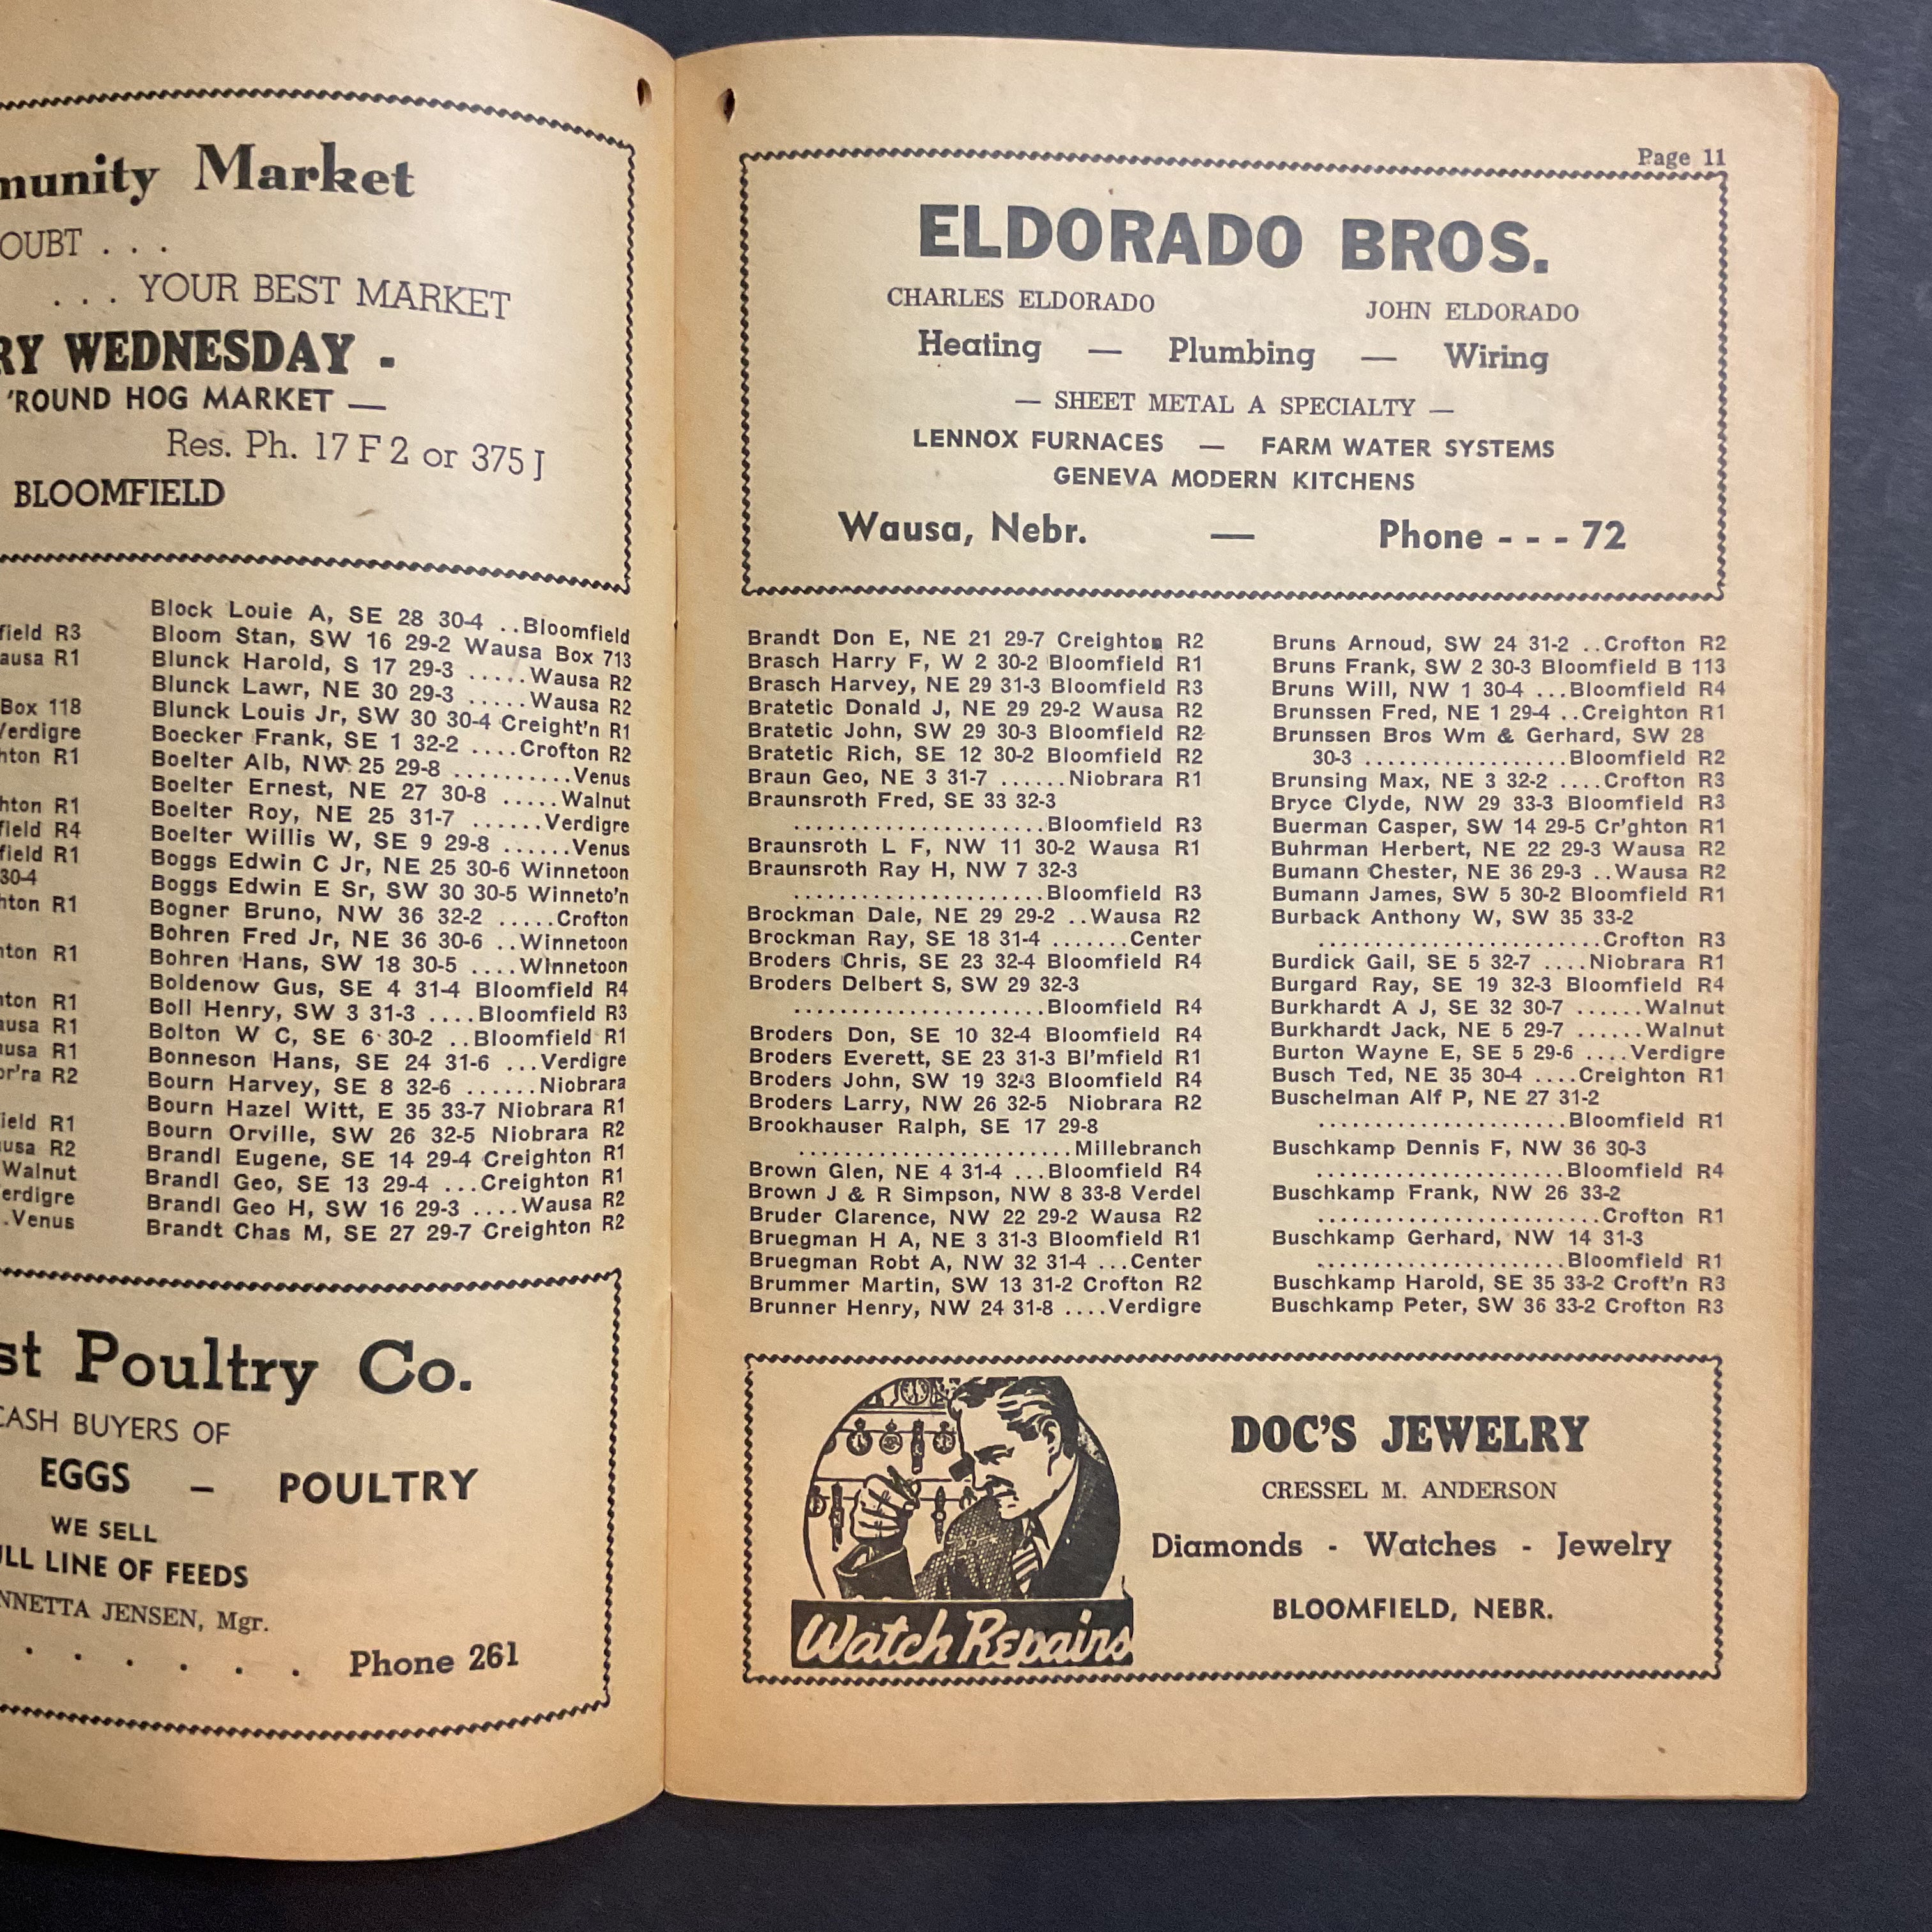 munity Market
OUBT . . .
. . . YOUR BEST MARKET
RY WEDNESDAY -
'ROUND HOG MARKET —
Res. Ph. 17 F 2 or 375 J
BLOOMFIELD
field R3
ausa R1
Box 118
Verdigre
hton R1
hton R1
field R4
field R1
30-4
hton R1
nton R1
nton R1
ausa R1
usa R1
or'ra R2
ield R1
usa R2
Walnut
erdigre
.Venus
Block Louie A, SE 28 30-4 ..Bloomfield
Bloom Stan, SW 16 29-2 Wausa Box 713
Blunck Harold, S 17 29-3 .....Wausa R2
Blunck Lawr, NE 30 29-3 .....Wausa R2
Blunck Louis Jr, SW 30 30-4 Creight'n R1
Boecker Frank, SE 1 32-2 ....Crofton R2
Boelter Alb, NW 25 29-8 ..........Venus
Boelter Ernest, NE 27 30-8 .....Walnut
Boelter Roy, NE 25 31-7 ......Verdigre
Boelter Willis W, SE 9 29-8 ......Venus
Boggs Edwin C Jr, NE 25 30-6 Winnetoon
Boggs Edwin E Sr, SW 30 30-5 Winneto'n
Bogner Bruno, NW 36 32-2 .....Crofton
Bohren Fred Jr, NE 36 30-6 ..Winnetoon
Bohren Hans, SW 18 30-5 ....Winnetoon
Boldenow Gus, SE 4 31-4 Bloomfield R4
Boll Henry, SW 3 31-3 ....Bloomfield R3
Bolton W C, SE 6 30-2 ..Bloomfield R1
Bonneson Hans, SE 24 31-6 ...Verdigre
Bourn Harvey, SE 8 32-6 ......Niobrara
Bourn Hazel Witt, E 35 33-7 Niobrara R1
Bourn Orville, SW 26 32-5 Niobrara R2
Brandl Eugene, SE 14 29-4 Creighton R1
Brandl Geo, SE 13 29-4 ...Creighton R1
Brandl Geo H, SW 16 29-3 ....Wausa R2
Brandt Chas M, SE 27 29-7 Creighton R2
st Poultry Co.
CASH BUYERS OF
EGGS – POULTRY
WE SELL
ULL LINE OF FEEDS
NNETTA JENSEN, Mgr.
. . . . . . Phone 261
Page 11
ELDORADO BROS.
CHARLES ELDORADO JOHN ELDORADO
Heating — Plumbing — Wiring
— SHEET METAL A SPECIALTY —
LENNOX FURNACES — FARM WATER SYSTEMS
GENEVA MODERN KITCHENS
Wausa, Nebr. — Phone - - - 72
Brandt Don E, NE 21 29-7 Creighton R2
Brasch Harry F, W 2 30-2 Bloomfield R1
Brasch Harvey, NE 29 31-3 Bloomfield R3
Bratetic Donald J, NE 29 29-2 Wausa R2
Bratetic John, SW 29 30-3 Bloomfield R2
Bratetic Rich, SE 12 30-2 Bloomfield R2
Braun Geo, NE 3 31-7 ......Niobrara R1
Braunsroth Fred, SE 33 32-3
......................Bloomfield R3
Braunsroth L F, NW 11 30-2 Wausa R1
Braunsroth Ray H, NW 7 32-3
......................Bloomfield R3
Brockman Dale, NE 29 29-2 ..Wausa R2
Brockman Ray, SE 18 31-4 .......Center
Broders Chris, SE 23 32-4 Bloomfield R4
Broders Delbert S, SW 29 32-3
......................Bloomfield R4
Broders Don, SE 10 32-4 Bloomfield R4
Broders Everett, SE 23 31-3 Bl'mfield R1
Broders John, SW 19 32-3 Bloomfield R4
Broders Larry, NW 26 32-5 Niobrara R2
Brookhauser Ralph, SE 17 29-8
........................Millebranch
Brown Glen, NE 4 31-4 ...Bloomfield R4
Brown J & R Simpson, NW 8 33-8 Verdel
Bruder Clarence, NW 22 29-2 Wausa R2
Bruegman H A, NE 3 31-3 Bloomfield R1
Bruegman Robt A, NW 32 31-4 ...Center
Brummer Martin, SW 13 31-2 Crofton R2
Brunner Henry, NW 24 31-8 ....Verdigre
Bruns Arnoud, SW 24 31-2 ..Crofton R2
Bruns Frank, SW 2 30-3 Bloomfield B 113
Bruns Will, NW 1 30-4 ...Bloomfield R4
Brunssen Fred, NE 1 29-4 ..Creighton R1
Brunssen Bros Wm & Gerhard, SW 28
30-3 ..................Bloomfield R2
Brunsing Max, NE 3 32-2 ....Crofton R3
Bryce Clyde, NW 29 33-3 Bloomfield R3
Buerman Casper, SW 14 29-5 Cr'ghton R1
Buhrman Herbert, NE 22 29-3 Wausa R2
Bumann Chester, NE 36 29-3 ..Wausa R2
Bumann James, SW 5 30-2 Bloomfield R1
Burback Anthony W, SW 35 33-2
.........................Crofton R3
Burdick Gail, SE 5 32-7 ....Niobrara R1
Burgard Ray, SE 19 32-3 Bloomfield R4
Burkhardt A J, SE 32 30-7 ......Walnut
Burkhardt Jack, NE 5 29-7 ......Walnut
Burton Wayne E, SE 5 29-6 ....Verdigre
Busch Ted, NE 35 30-4 ....Creighton R1
Buschelman Alf P, NE 27 31-2
......................Bloomfield R1
Buschkamp Dennis F, NW 36 30-3
......................Bloomfield R4
Buschkamp Frank, NW 26 33-2
.........................Crofton R1
Buschkamp Gerhard, NW 14 31-3
......................Bloomfield R1
Buschkamp Harold, SE 35 33-2 Croft'n R3
Buschkamp Peter, SW 36 33-2 Crofton R3
Watch Repairs
DOC'S JEWELRY
CRESSEL M. ANDERSON
Diamonds - Watches - Jewelry
BLOOMFIELD, NEBR.